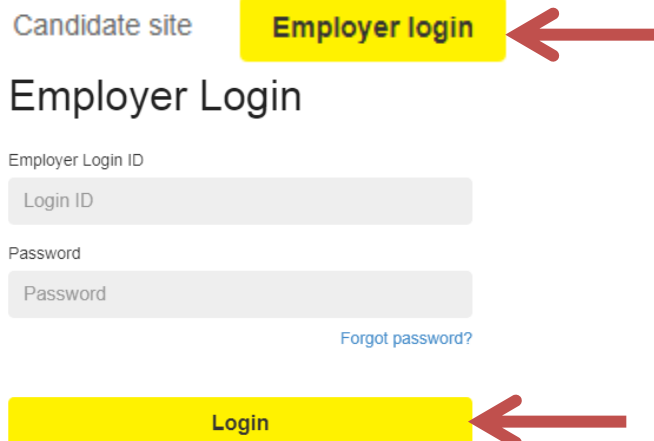 Candidate site Employer login
Employer Login
Employer Login ID
Login ID
Password
Password
Forgot password?
Login